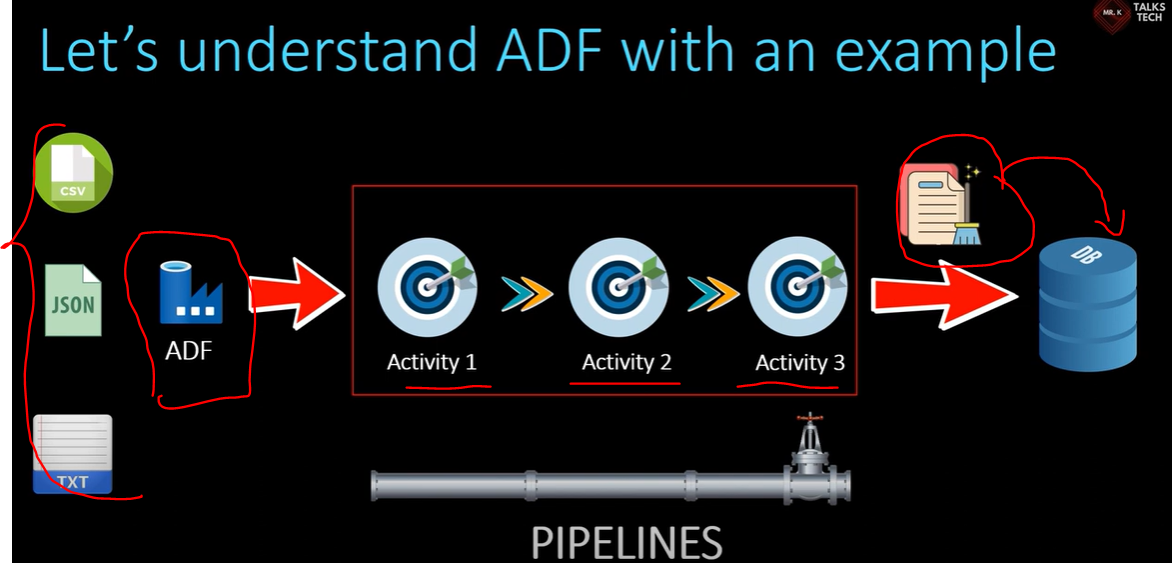 MR. K
TALKS
TECH
Let's understand ADF with an example
CSV
JSON
ADF
TXT
Activity 1
Activity 2
Activity 3
DB
PIPELINES